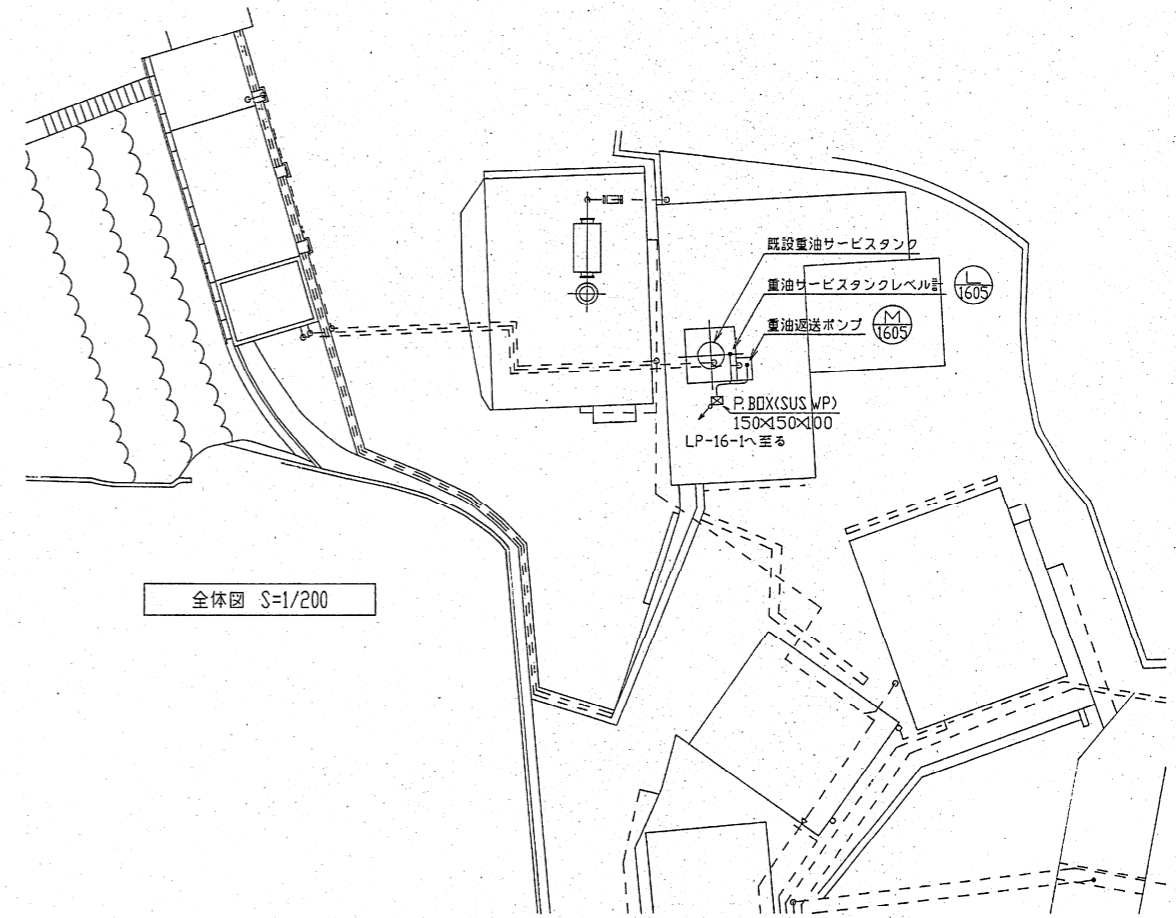 既設重油サービスタンク
重油サービスタンクレベル計
L
1605
重油返送ポンプ
M
1605
P.BOX(SUS WP)
150×150×100
LP-16-1へ至る
全体図 S=1/200